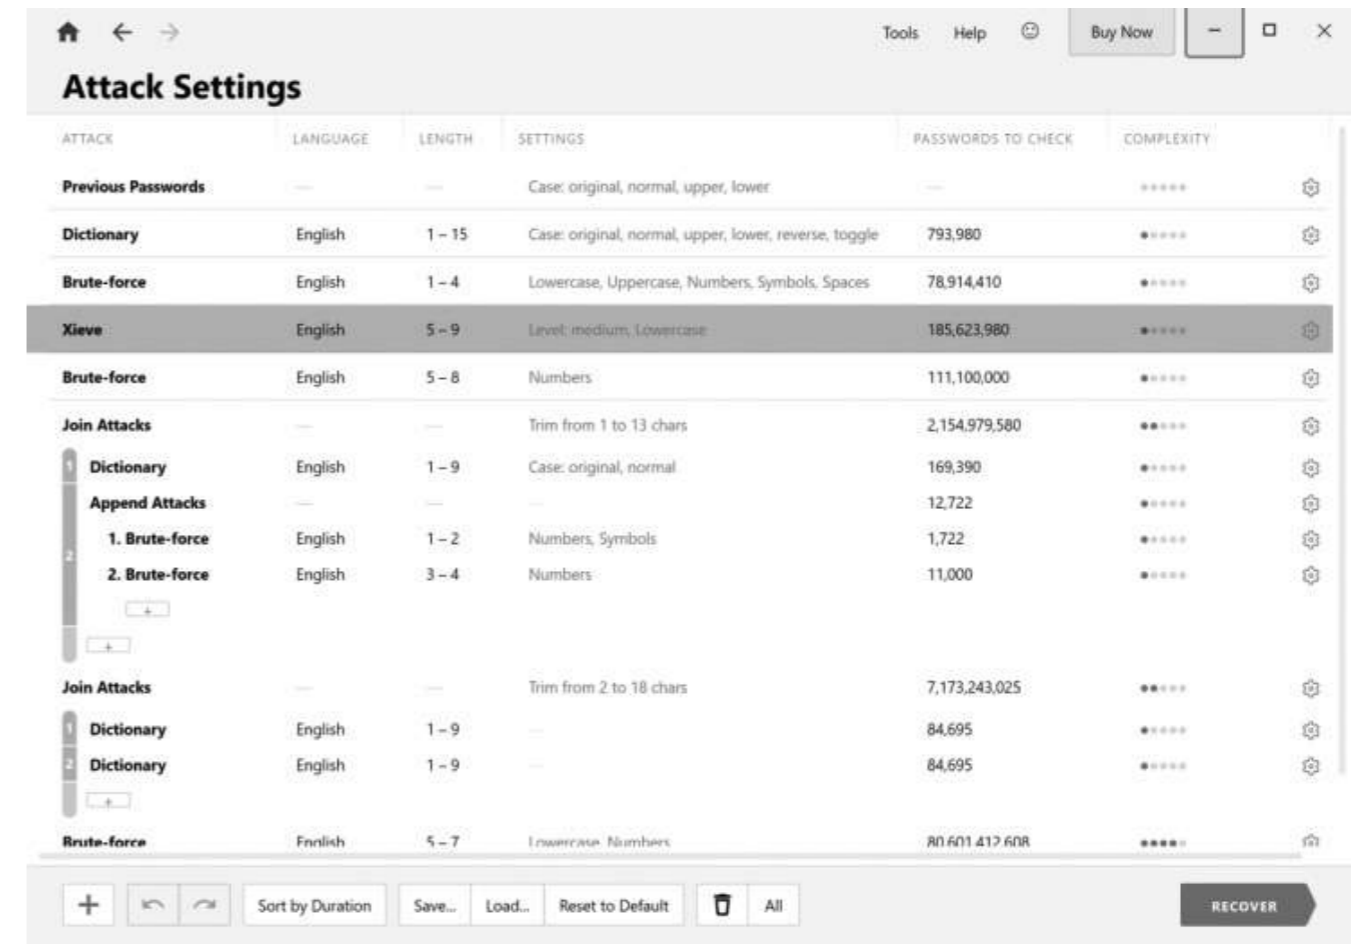 Tools Help Buy Now
Attack Settings
ATTACK LANGUAGE LENGTH SETTINGS PASSWORDS TO CHECK COMPLEXITY
Previous Passwords — — Case: original, normal, upper, lower —
Dictionary English 1 – 15 Case: original, normal, upper, lower, reverse, toggle 793,980
Brute-force English 1 – 4 Lowercase, Uppercase, Numbers, Symbols, Spaces 78,914,410
Xieve English 5 – 9 Level: medium, Lowercase 185,623,980
Brute-force English 5 – 8 Numbers 111,100,000
Join Attacks — — Trim from 1 to 13 chars 2,154,979,580
1 Dictionary English 1 – 9 Case: original, normal 169,390
Append Attacks — — — 12,722
1. Brute-force English 1 – 2 Numbers, Symbols 1,722
2
2. Brute-force English 3 – 4 Numbers 11,000
+
+
Join Attacks — — Trim from 2 to 18 chars 7,173,243,025
1 Dictionary English 1 – 9 — 84,695
2 Dictionary English 1 – 9 — 84,695
+
Brute-force English 5 – 7 Lowercase, Numbers 80,601,412,608
+ Sort by Duration Save... Load... Reset to Default All RECOVER